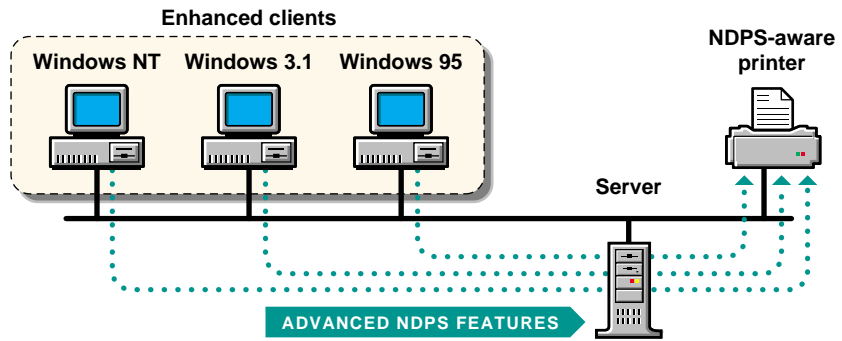 Enhanced clients
Windows NT
Windows 3.1
Windows 95
NDPS-aware
printer
Server
ADVANCED NDPS FEATURES